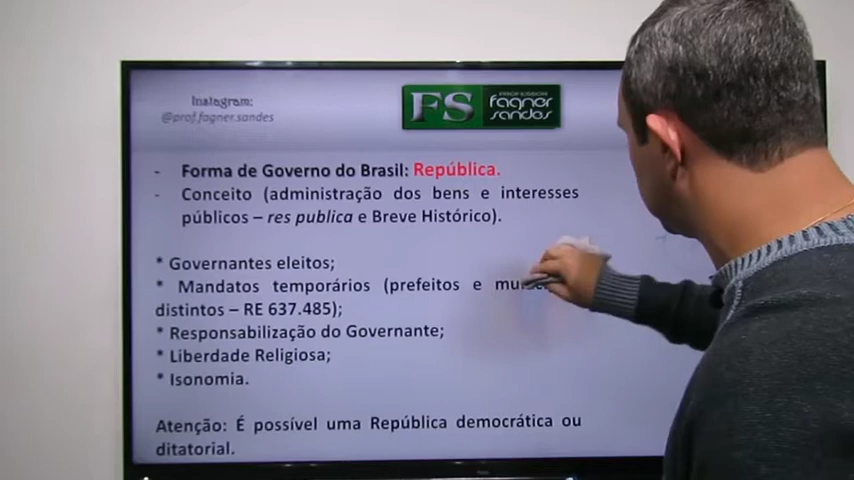 Instagram:
@prof.fagner.sandes
FS
PROFESSOR
fagner
sandes
- Forma de Governo do Brasil: República.
- Conceito (administração dos bens e interesses
públicos – res publica e Breve Histórico).
* Governantes eleitos;
* Mandatos temporários (prefeitos e
distintos – RE 637.485);
* Responsabilização do Governante;
* Liberdade Religiosa;
* Isonomia.
Atenção: É possível uma República democrática ou
ditatorial.